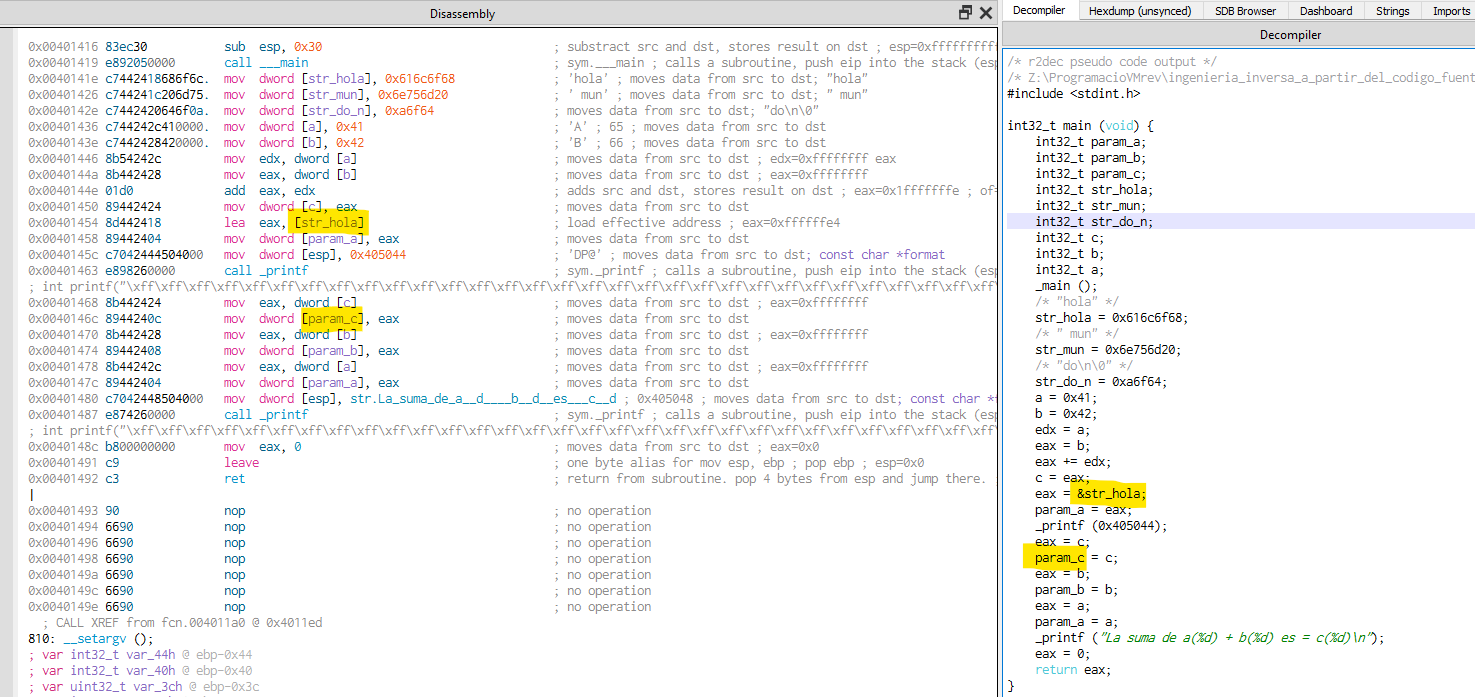 Disassembly
0x00401416 83ec30 sub esp, 0x30 ; substract src and dst, stores result on dst ; esp=0xfffffffff
0x00401419 e892050000 call ___main ; sym.___main ; calls a subroutine, push eip into the stack (esp
0x0040141e c7442418686f6c. mov dword [str_hola], 0x616c6f68 ; 'hola' ; moves data from src to dst; "hola"
0x00401426 c744241c206d75. mov dword [str_mun], 0x6e756d20 ; ' mun' ; moves data from src to dst; " mun"
0x0040142e c7442420646f0a. mov dword [str_do_n], 0xa6f64 ; moves data from src to dst; "do\n\0"
0x00401436 c744242c410000. mov dword [a], 0x41 ; 'A' ; 65 ; moves data from src to dst
0x0040143e c7442428420000. mov dword [b], 0x42 ; 'B' ; 66 ; moves data from src to dst
0x00401446 8b54242c mov edx, dword [a] ; moves data from src to dst ; edx=0xffffffff eax
0x0040144a 8b442428 mov eax, dword [b] ; moves data from src to dst ; eax=0xffffffff
0x0040144e 01d0 add eax, edx ; adds src and dst, stores result on dst ; eax=0x1fffffffe ; of=
0x00401450 89442424 mov dword [c], eax ; moves data from src to dst
0x00401454 8d442418 lea eax, [str_hola] ; load effective address ; eax=0xffffffe4
0x00401458 89442404 mov dword [param_a], eax ; moves data from src to dst
0x0040145c c7042444504000 mov dword [esp], 0x405044 ; 'DP@' ; moves data from src to dst; const char *format
0x00401463 e898260000 call _printf ; sym._printf ; calls a subroutine, push eip into the stack (esp
; int printf("\xff\xff\xff\xff\xff\xff\xff\xff\xff\xff\xff\xff\xff\xff\xff\xff\xff\xff\xff\xff\xff\xff\xff\xff\xff\xff\xff\xff
0x00401468 8b442424 mov eax, dword [c] ; moves data from src to dst ; eax=0xffffffff
0x0040146c 8944240c mov dword [param_c], eax ; moves data from src to dst
0x00401470 8b442428 mov eax, dword [b] ; moves data from src to dst ; eax=0xffffffff
0x00401474 89442408 mov dword [param_b], eax ; moves data from src to dst
0x00401478 8b44242c mov eax, dword [a] ; moves data from src to dst ; eax=0xffffffff
0x0040147c 89442404 mov dword [param_a], eax ; moves data from src to dst
0x00401480 c7042448504000 mov dword [esp], str.La_suma_de_a__d____b__d__es___c__d ; 0x405048 ; moves data from src to dst; const char *
0x00401487 e874260000 call _printf ; sym._printf ; calls a subroutine, push eip into the stack (esp
; int printf("\xff\xff\xff\xff\xff\xff\xff\xff\xff\xff\xff\xff\xff\xff\xff\xff\xff\xff\xff\xff\xff\xff\xff\xff\xff\xff\xff\xff
0x0040148c b800000000 mov eax, 0 ; moves data from src to dst ; eax=0x0
0x00401491 c9 leave ; one byte alias for mov esp, ebp ; pop ebp ; esp=0x0
0x00401492 c3 ret ; return from subroutine. pop 4 bytes from esp and jump there.
0x00401493 90 nop ; no operation
0x00401494 6690 nop ; no operation
0x00401496 6690 nop ; no operation
0x00401498 6690 nop ; no operation
0x0040149a 6690 nop ; no operation
0x0040149c 6690 nop ; no operation
0x0040149e 6690 nop ; no operation
; CALL XREF from fcn.004011a0 @ 0x4011ed
810: __setargv ();
; var int32_t var_44h @ ebp-0x44
; var int32_t var_40h @ ebp-0x40
; var uint32_t var_3ch @ ebp-0x3c
Decompiler Hexdump (unsynced) SDB Browser Dashboard Strings Imports
Decompiler
/* r2dec pseudo code output */
/* Z:\ProgramacioVMrev\ingenieria_inversa_a_partir_del_codigo_fuent
#include <stdint.h>
int32_t main (void) {
int32_t param_a;
int32_t param_b;
int32_t param_c;
int32_t str_hola;
int32_t str_mun;
int32_t str_do_n;
int32_t c;
int32_t b;
int32_t a;
_main ();
/* "hola" */
str_hola = 0x616c6f68;
/* " mun" */
str_mun = 0x6e756d20;
/* "do\n\0" */
str_do_n = 0xa6f64;
a = 0x41;
b = 0x42;
edx = a;
eax = b;
eax += edx;
c = eax;
eax = &str_hola;
param_a = eax;
_printf (0x405044);
eax = c;
param_c = c;
eax = b;
param_b = b;
eax = a;
param_a = a;
_printf ("La suma de a(%d) + b(%d) es = c(%d)\n");
eax = 0;
return eax;
}